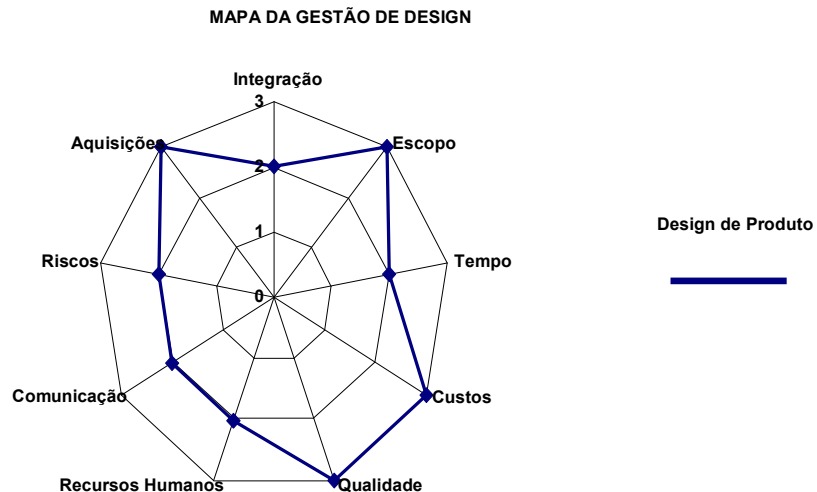 MAPA DA GESTÃO DE DESIGN
Integração
3
Aquisições
Escopo
2
Design de Produto
1
Riscos
Tempo
0
Comunicação
Custos
Recursos Humanos
Qualidade